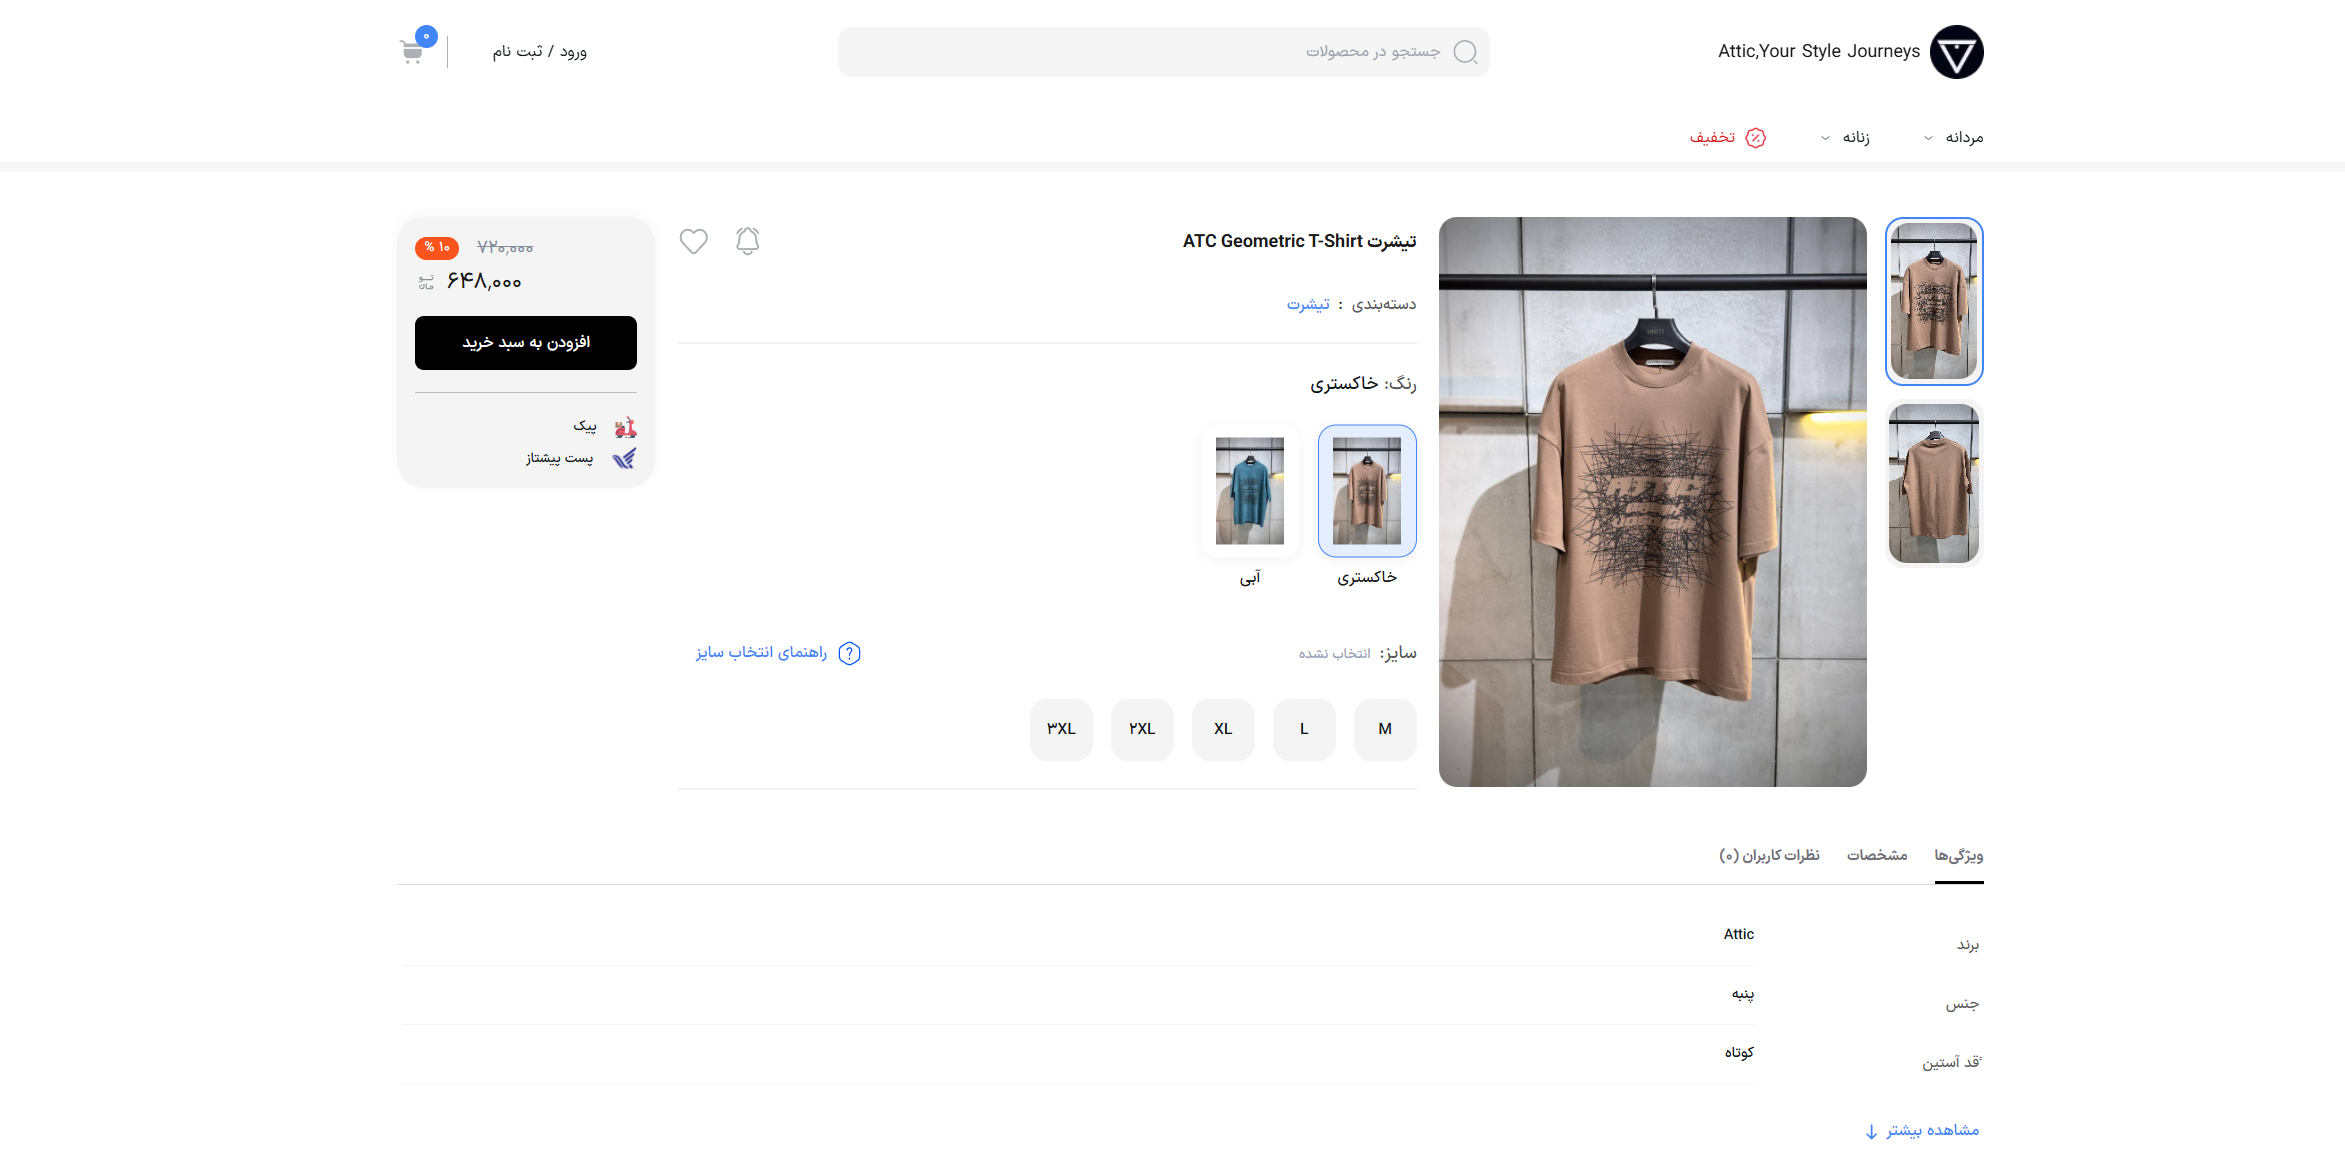 Attic,Your Style Journeys
جستجو در محصولات
ورود / ثبت نام
۰
مردانه
زنانه
تخفیف
تیشرت ATC Geometric T-Shirt
دسته‌بندی : تیشرت
رنگ: خاکستری
خاکستری
آبی
سایز: انتخاب نشده
راهنمای انتخاب سایز
M
L
XL
۲XL
۳XL
۷۲۰,۰۰۰
۱۰ %
۶۴۸,۰۰۰ تومان
افزودن به سبد خرید
پیک
پست پیشتاز
ویژگی‌ها
مشخصات
نظرات کاربران (۰)
برند
Attic
جنس
پنبه
قد آستین
کوتاه
مشاهده بیشتر